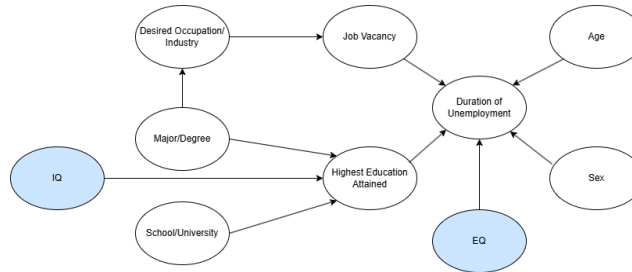 Desired Occupation/
Industry
Job Vacancy
Age
Duration of
Unemployment
Major/Degree
IQ
Highest Education
Attained
Sex
School/University
EQ